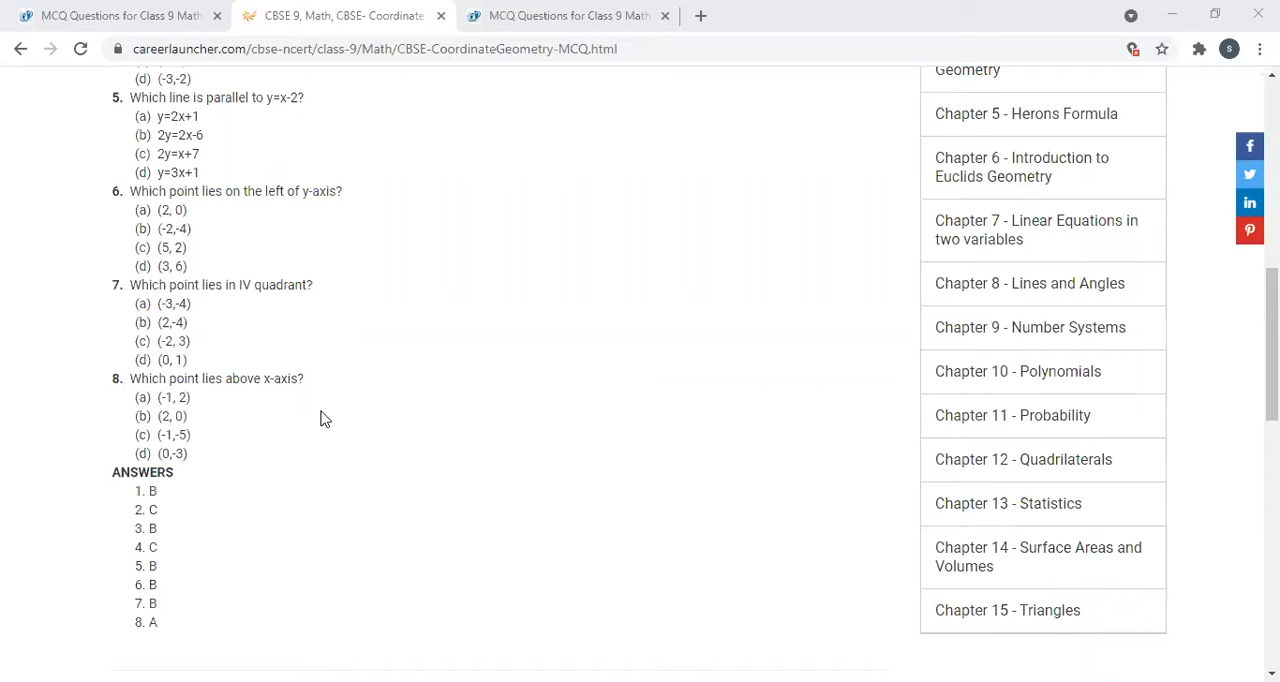 MCQ Questions for Class 9 Math
CBSE 9, Math, CBSE- Coordinate
MCQ Questions for Class 9 Math
careerlauncher.com/cbse-ncert/class-9/Math/CBSE-CoordinateGeometry-MCQ.html
S
(d) (-3,-2)
5. Which line is parallel to y=x-2?
(a) y=2x+1
(b) 2y=2x-6
(c) 2y=x+7
(d) y=3x+1
6. Which point lies on the left of y-axis?
(a) (2, 0)
(b) (-2,-4)
(c) (5, 2)
(d) (3, 6)
7. Which point lies in IV quadrant?
(a) (-3,-4)
(b) (2,-4)
(c) (-2, 3)
(d) (0, 1)
8. Which point lies above x-axis?
(a) (-1, 2)
(b) (2, 0)
(c) (-1,-5)
(d) (0,-3)
ANSWERS
1. B
2. C
3. B
4. C
5. B
6. B
7. B
8. A
Geometry
Chapter 5 - Herons Formula
Chapter 6 - Introduction to
Euclids Geometry
Chapter 7 - Linear Equations in
two variables
Chapter 8 - Lines and Angles
Chapter 9 - Number Systems
Chapter 10 - Polynomials
Chapter 11 - Probability
Chapter 12 - Quadrilaterals
Chapter 13 - Statistics
Chapter 14 - Surface Areas and
Volumes
Chapter 15 - Triangles
f
in